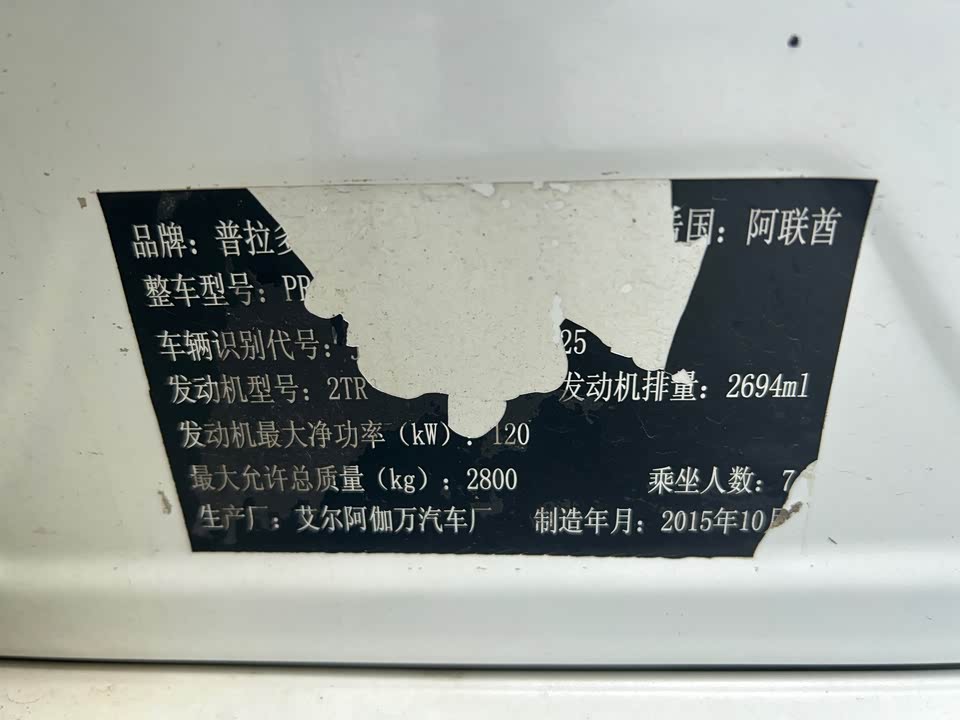 品牌：普拉 国：阿联酋
整车型号：PR
车辆识别代号： 25
发动机型号：2TR 发动机排量：2694ml
发动机最大净功率（kW）：120
最大允许总质量（kg）：2800 乘坐人数：7
生产厂：艾尔阿伽万汽车厂 制造年月：2015年10